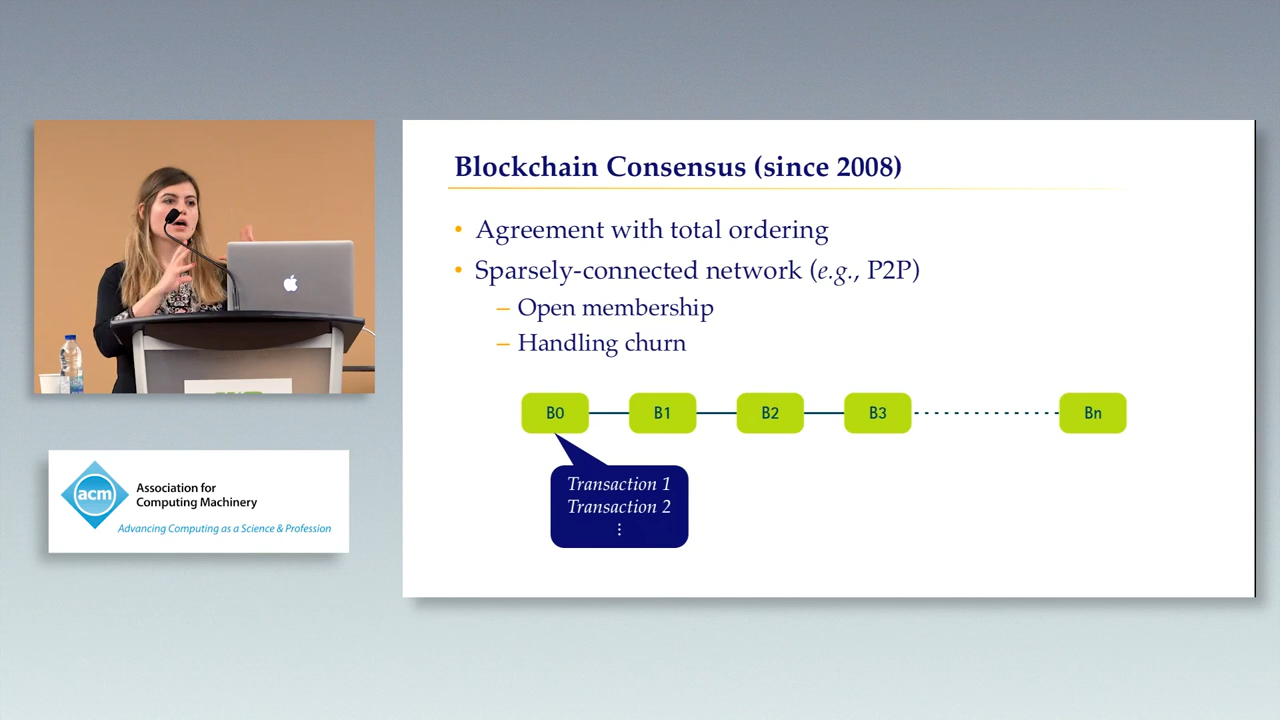 Blockchain Consensus (since 2008)
• Agreement with total ordering
• Sparsely-connected network (e.g., P2P)
– Open membership
– Handling churn
B0 B1 B2 B3 Bn
Transaction 1
Transaction 2
⋮
acm
Association for
Computing Machinery
Advancing Computing as a Science & Profession